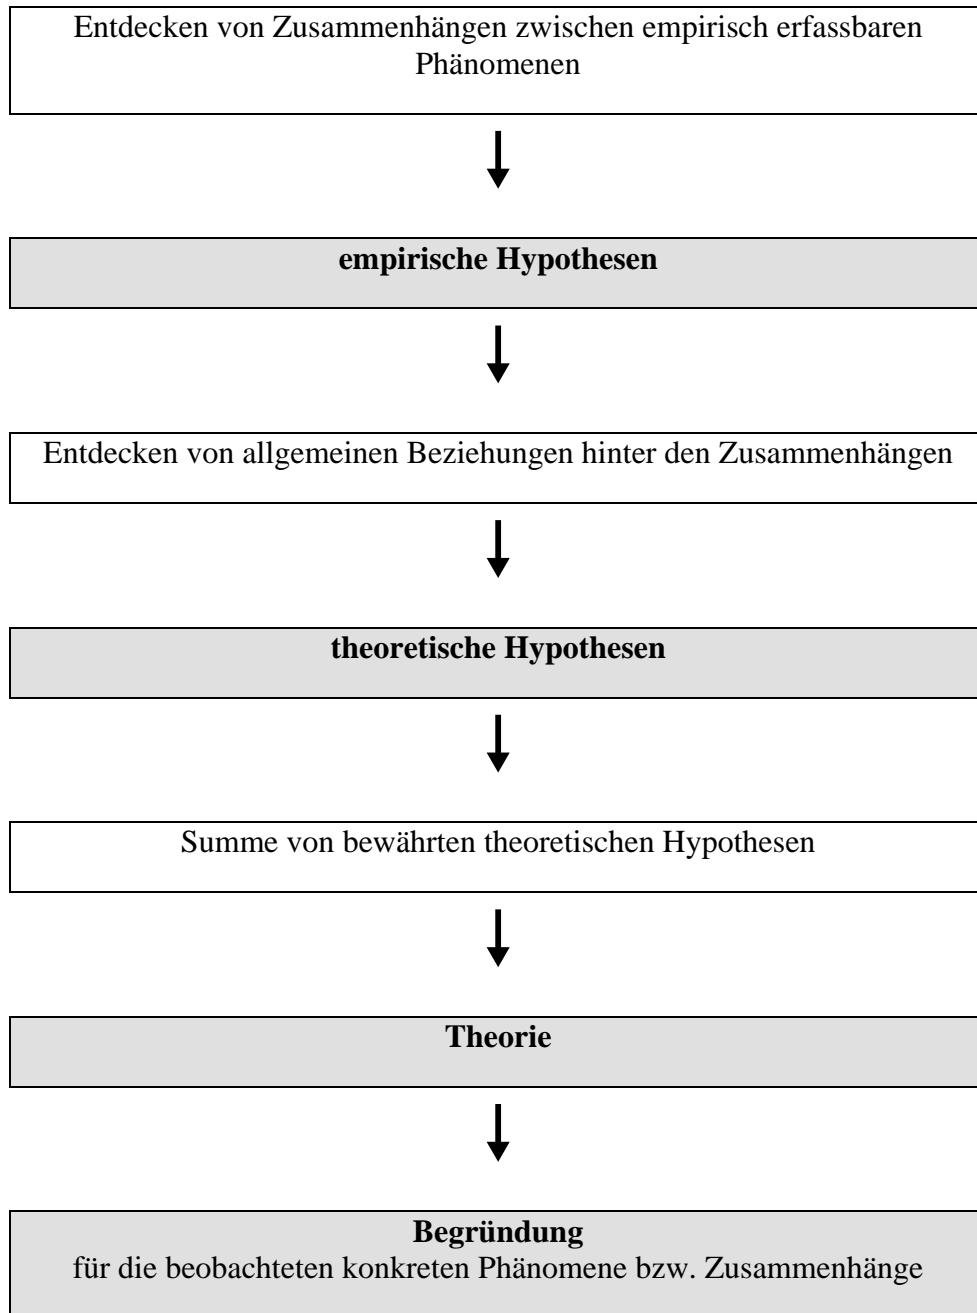 Entdecken von Zusammenhängen zwischen empirisch erfassbaren
Phänomenen
empirische Hypothesen
Entdecken von allgemeinen Beziehungen hinter den Zusammenhängen
theoretische Hypothesen
Summe von bewährten theoretischen Hypothesen
Theorie
Begründung
für die beobachteten konkreten Phänomene bzw. Zusammenhänge